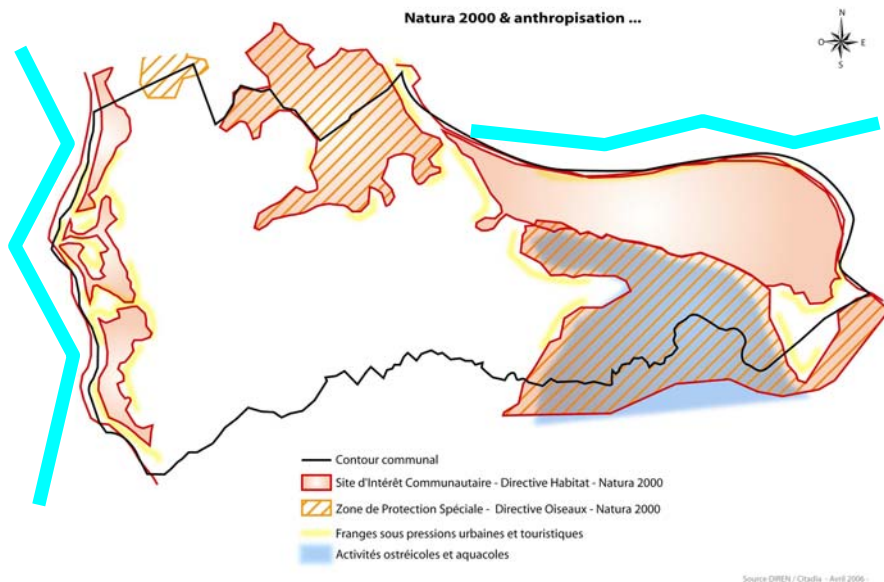 Natura 2000 & anthropisation ...
N
O E
S
Contour communal
Site d'Intérêt Communautaire - Directive Habitat - Natura 2000
Zone de Protection Spéciale - Directive Oiseaux - Natura 2000
Franges sous pressions urbaines et touristiques
Activités ostréicoles et aquacoles
Source DIREN / Citadia - Avril 2006 -